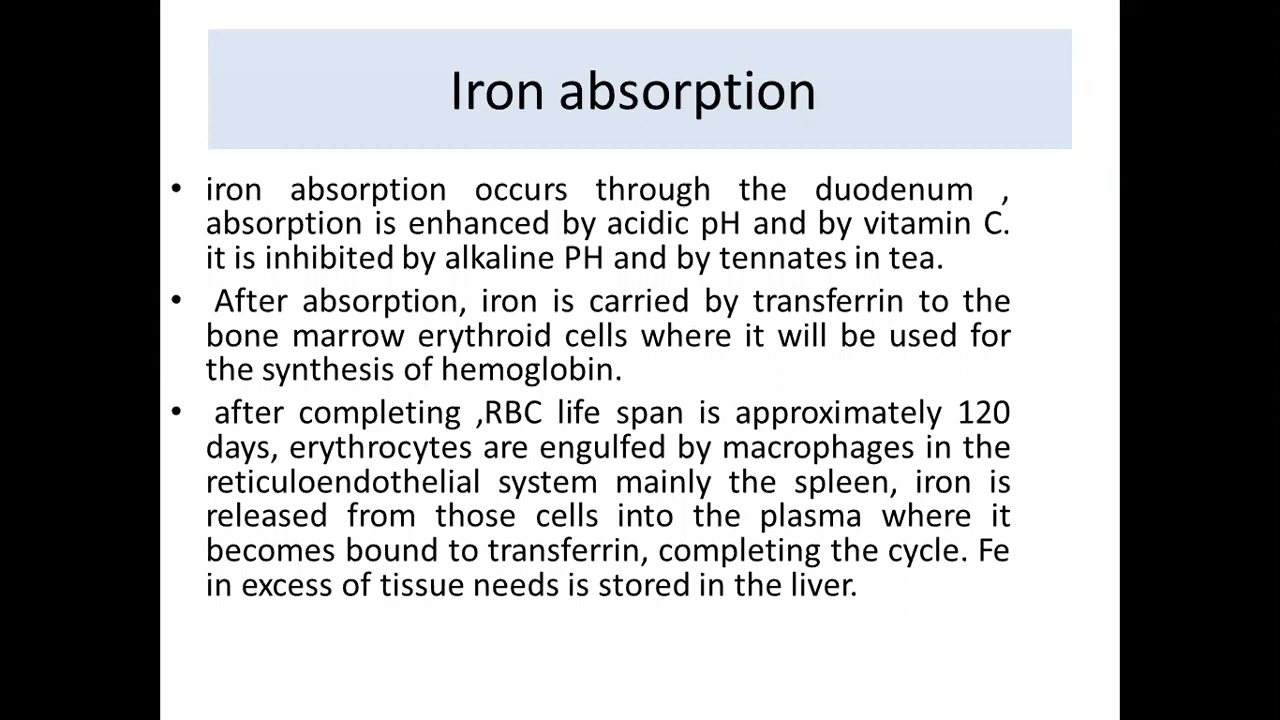 Iron absorption
• iron absorption occurs through the duodenum ,
absorption is enhanced by acidic pH and by vitamin C.
it is inhibited by alkaline PH and by tennates in tea.
• After absorption, iron is carried by transferrin to the
bone marrow erythroid cells where it will be used for
the synthesis of hemoglobin.
• after completing ,RBC life span is approximately 120
days, erythrocytes are engulfed by macrophages in the
reticuloendothelial system mainly the spleen, iron is
released from those cells into the plasma where it
becomes bound to transferrin, completing the cycle. Fe
in excess of tissue needs is stored in the liver.